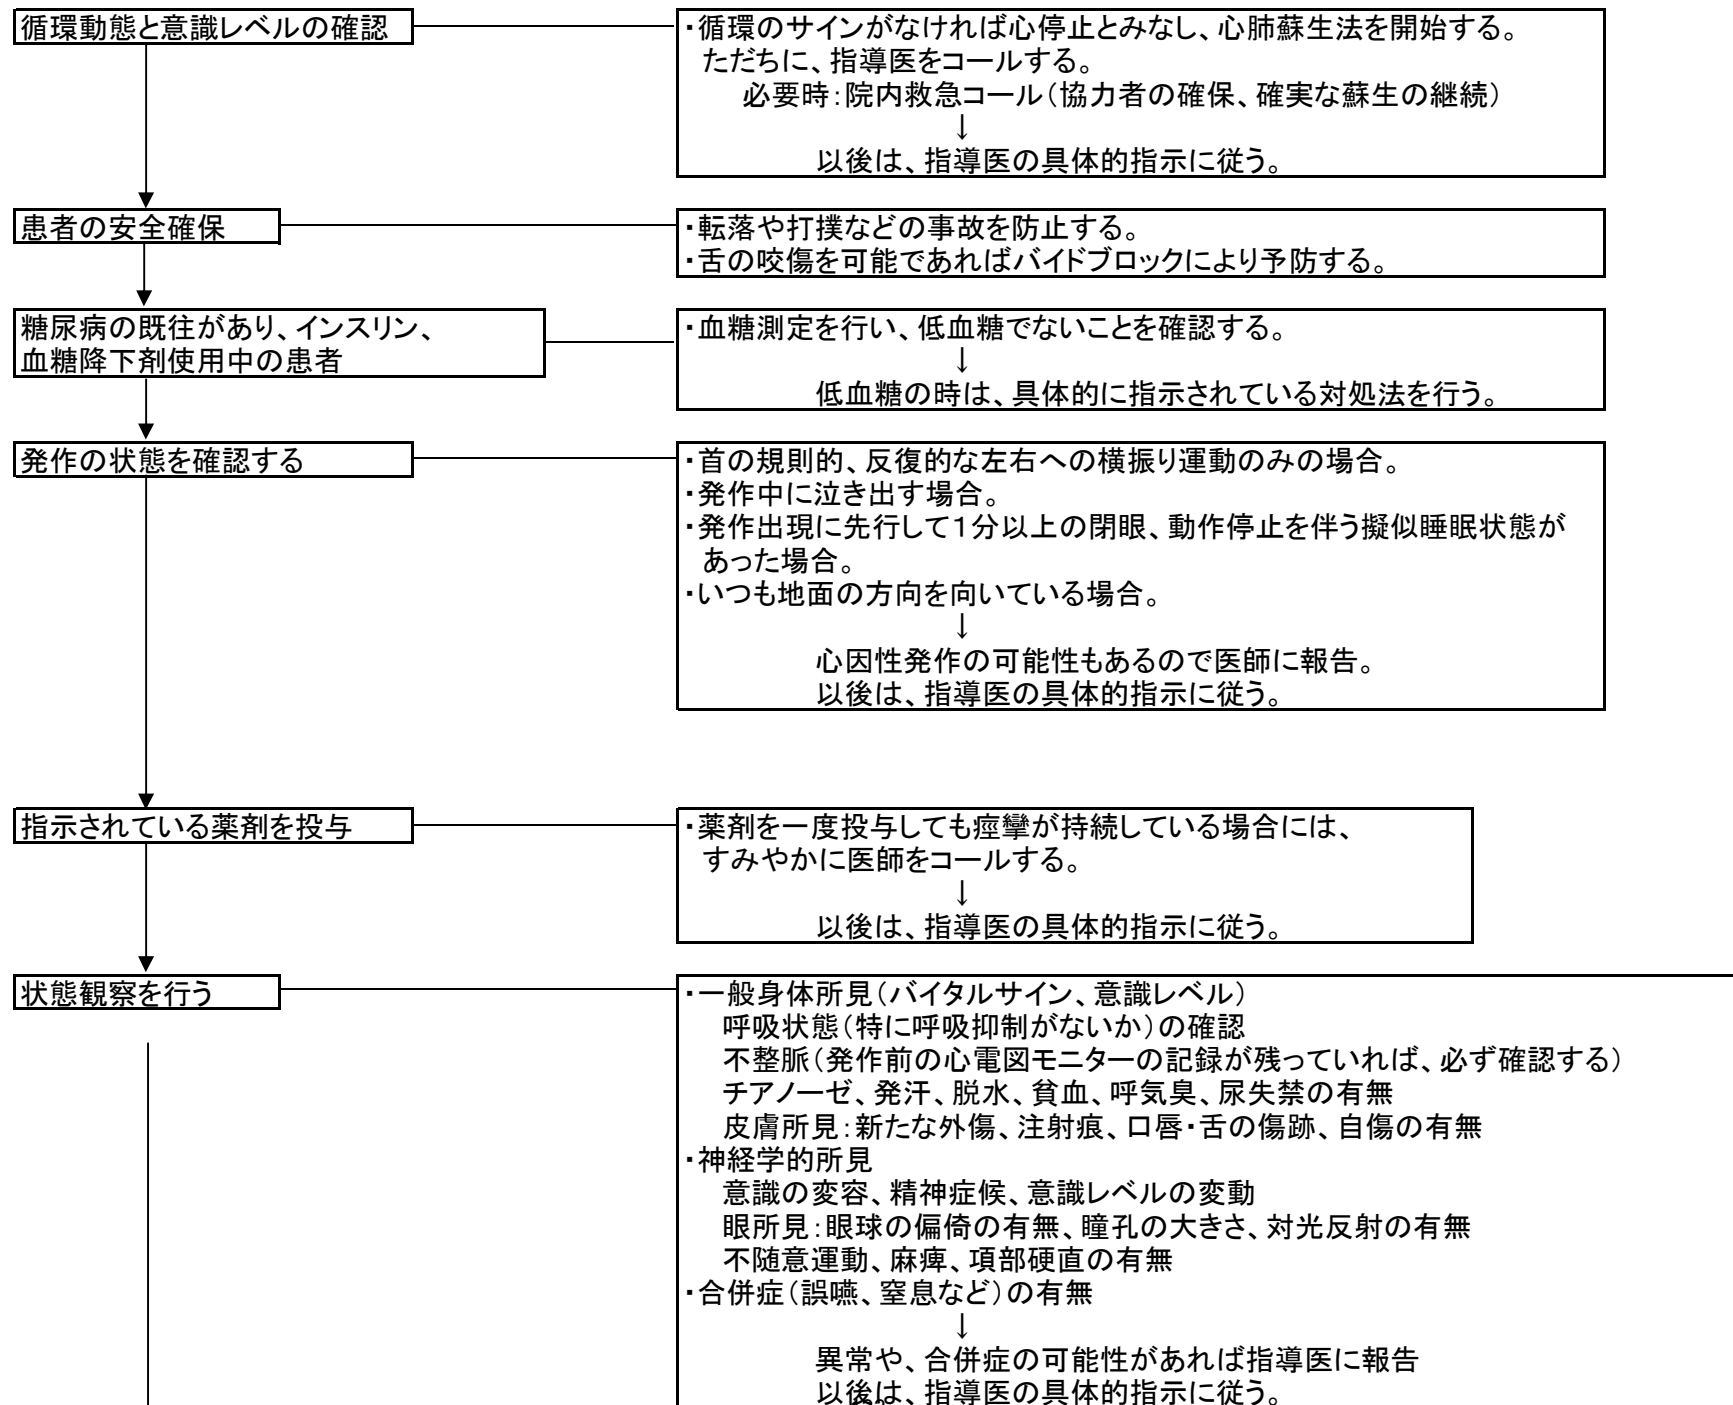 循環動態と意識レベルの確認
・循環のサインがなければ心停止とみなし、心肺蘇生法を開始する。
ただちに、指導医をコールする。
必要時：院内救急コール（協力者の確保、確実な蘇生の継続）
↓
以後は、指導医の具体的指示に従う。
患者の安全確保
・転落や打撲などの事故を防止する。
・舌の咬傷を可能であればバイドブロックにより予防する。
糖尿病の既往があり、インスリン、
血糖降下剤使用中の患者
・血糖測定を行い、低血糖でないことを確認する。
↓
低血糖の時は、具体的に指示されている対処法を行う。
発作の状態を確認する
・首の規則的、反復的な左右への横振り運動のみの場合。
・発作中に泣き出す場合。
・発作出現に先行して１分以上の閉眼、動作停止を伴う擬似睡眠状態が
あった場合。
・いつも地面の方向を向いている場合。
↓
心因性発作の可能性もあるので医師に報告。
以後は、指導医の具体的指示に従う。
指示されている薬剤を投与
・薬剤を一度投与しても痙攣が持続している場合には、
すみやかに医師をコールする。
↓
以後は、指導医の具体的指示に従う。
状態観察を行う
・一般身体所見（バイタルサイン、意識レベル）
呼吸状態（特に呼吸抑制がないか）の確認
不整脈（発作前の心電図モニターの記録が残っていれば、必ず確認する）
チアノーゼ、発汗、脱水、貧血、呼気臭、尿失禁の有無
皮膚所見：新たな外傷、注射痕、口唇・舌の傷跡、自傷の有無
・神経学的所見
意識の変容、精神症候、意識レベルの変動
眼所見：眼球の偏倚の有無、瞳孔の大きさ、対光反射の有無
不随意運動、麻痺、項部硬直の有無
・合併症（誤嚥、窒息など）の有無
↓
異常や、合併症の可能性があれば指導医に報告
以後は、指導医の具体的指示に従う。